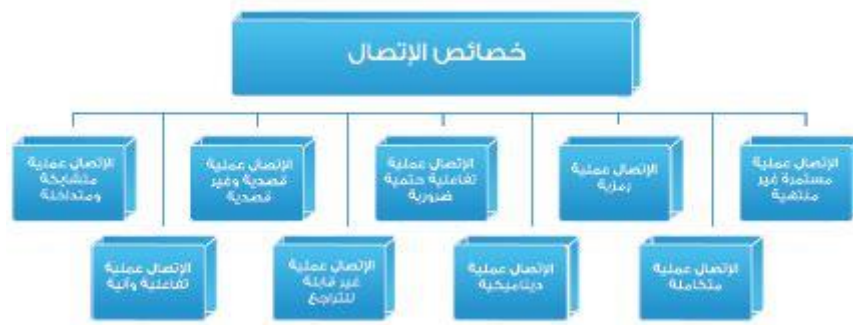 خصائص الإتصال
الإتصال عملية
مستمرة غير
منتهية
الإتصال عملية
متكاملة
الإتصال عملية
رمزية
الإتصال عملية
ديناميكية
الإتصال عملية
تفاعلية حتمية
ضرورية
الإتصال عملية
غير قابلة
للتراجع
الإتصال عملية
قصدية وغير
قصدية
الإتصال عملية
تفاعلية وآنية
الإتصال عملية
متشابكة
ومتداخلة